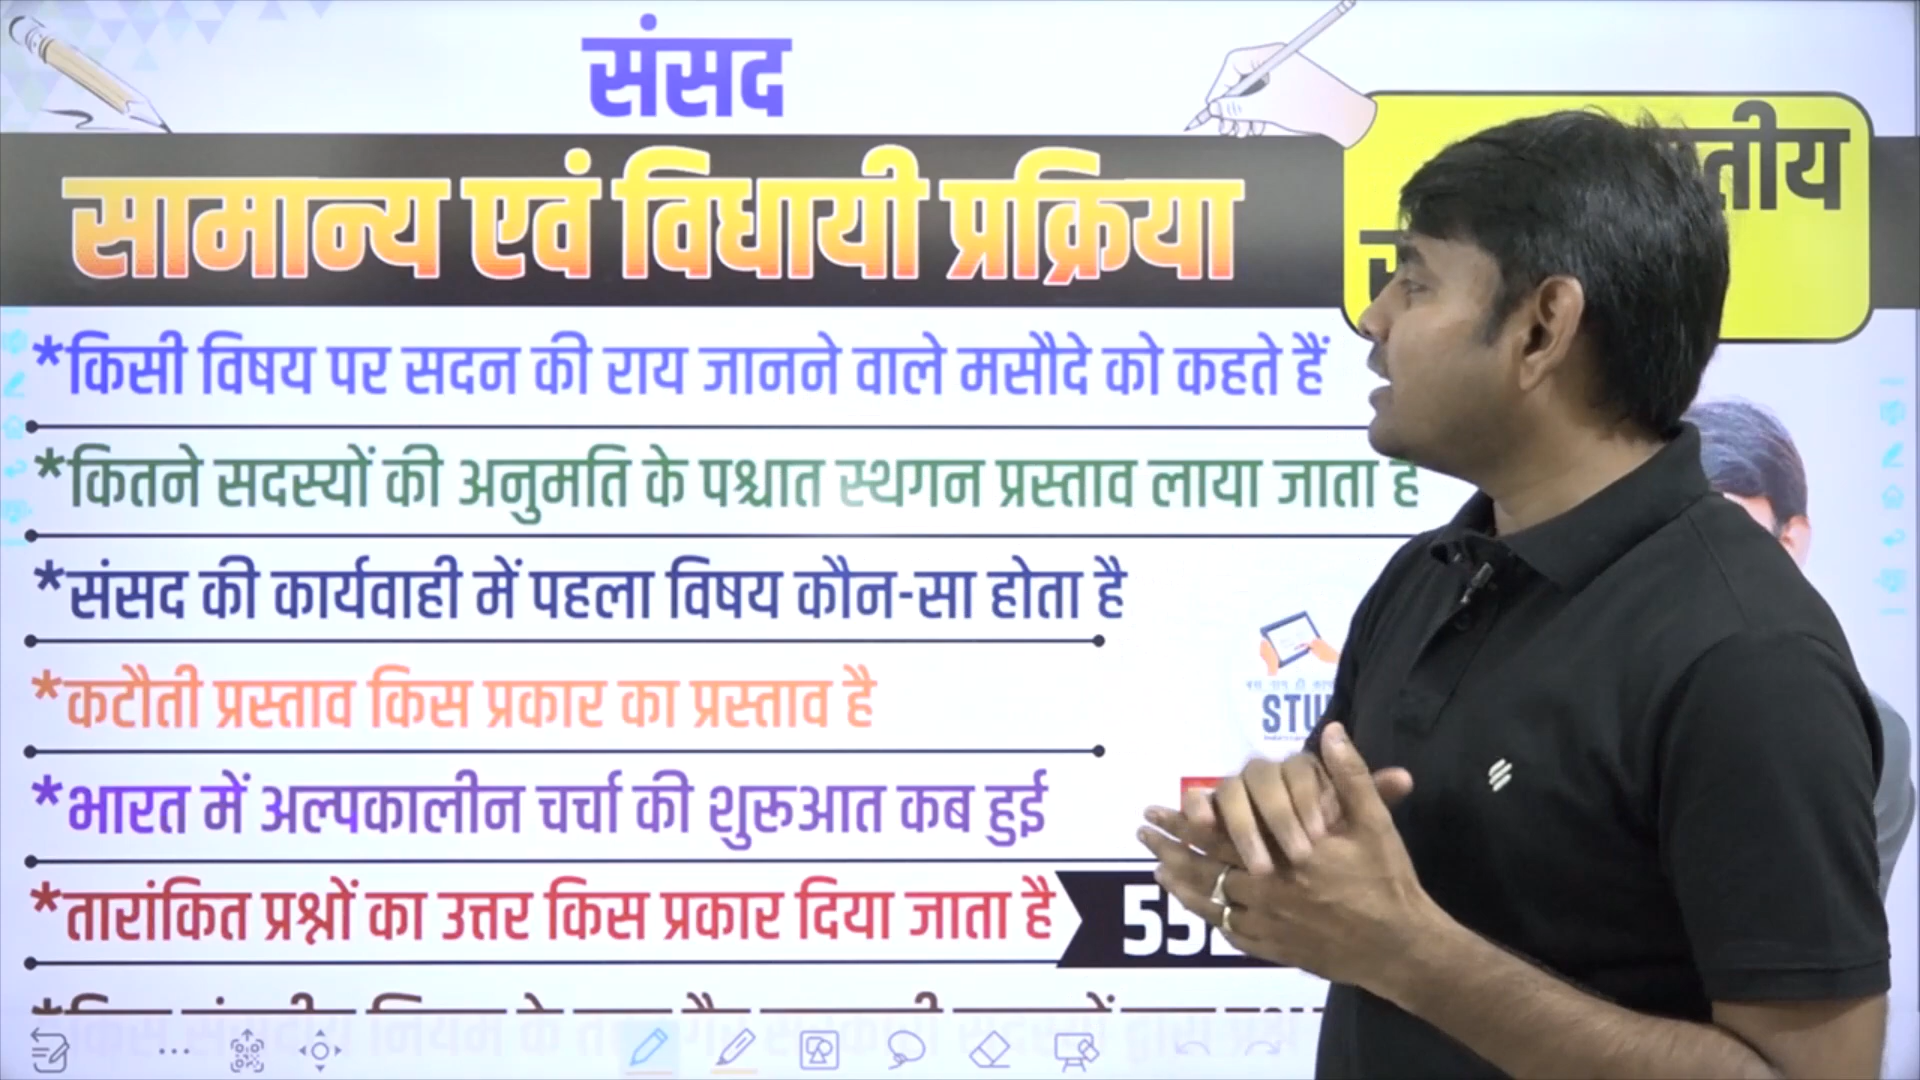 संसद
सामान्य एवं विधायी प्रक्रिया
*किसी विषय पर सदन की राय जानने वाले मसौदे को कहते हैं
*कितने सदस्यों की अनुमति के पश्चात स्थगन प्रस्ताव लाया जाता है
*संसद की कार्यवाही में पहला विषय कौन-सा होता है
*कटौती प्रस्ताव किस प्रकार का प्रस्ताव है
STU
*भारत में अल्पकालीन चर्चा की शुरूआत कब हुई
*तारांकित प्रश्नों का उत्तर किस प्रकार दिया जाता है